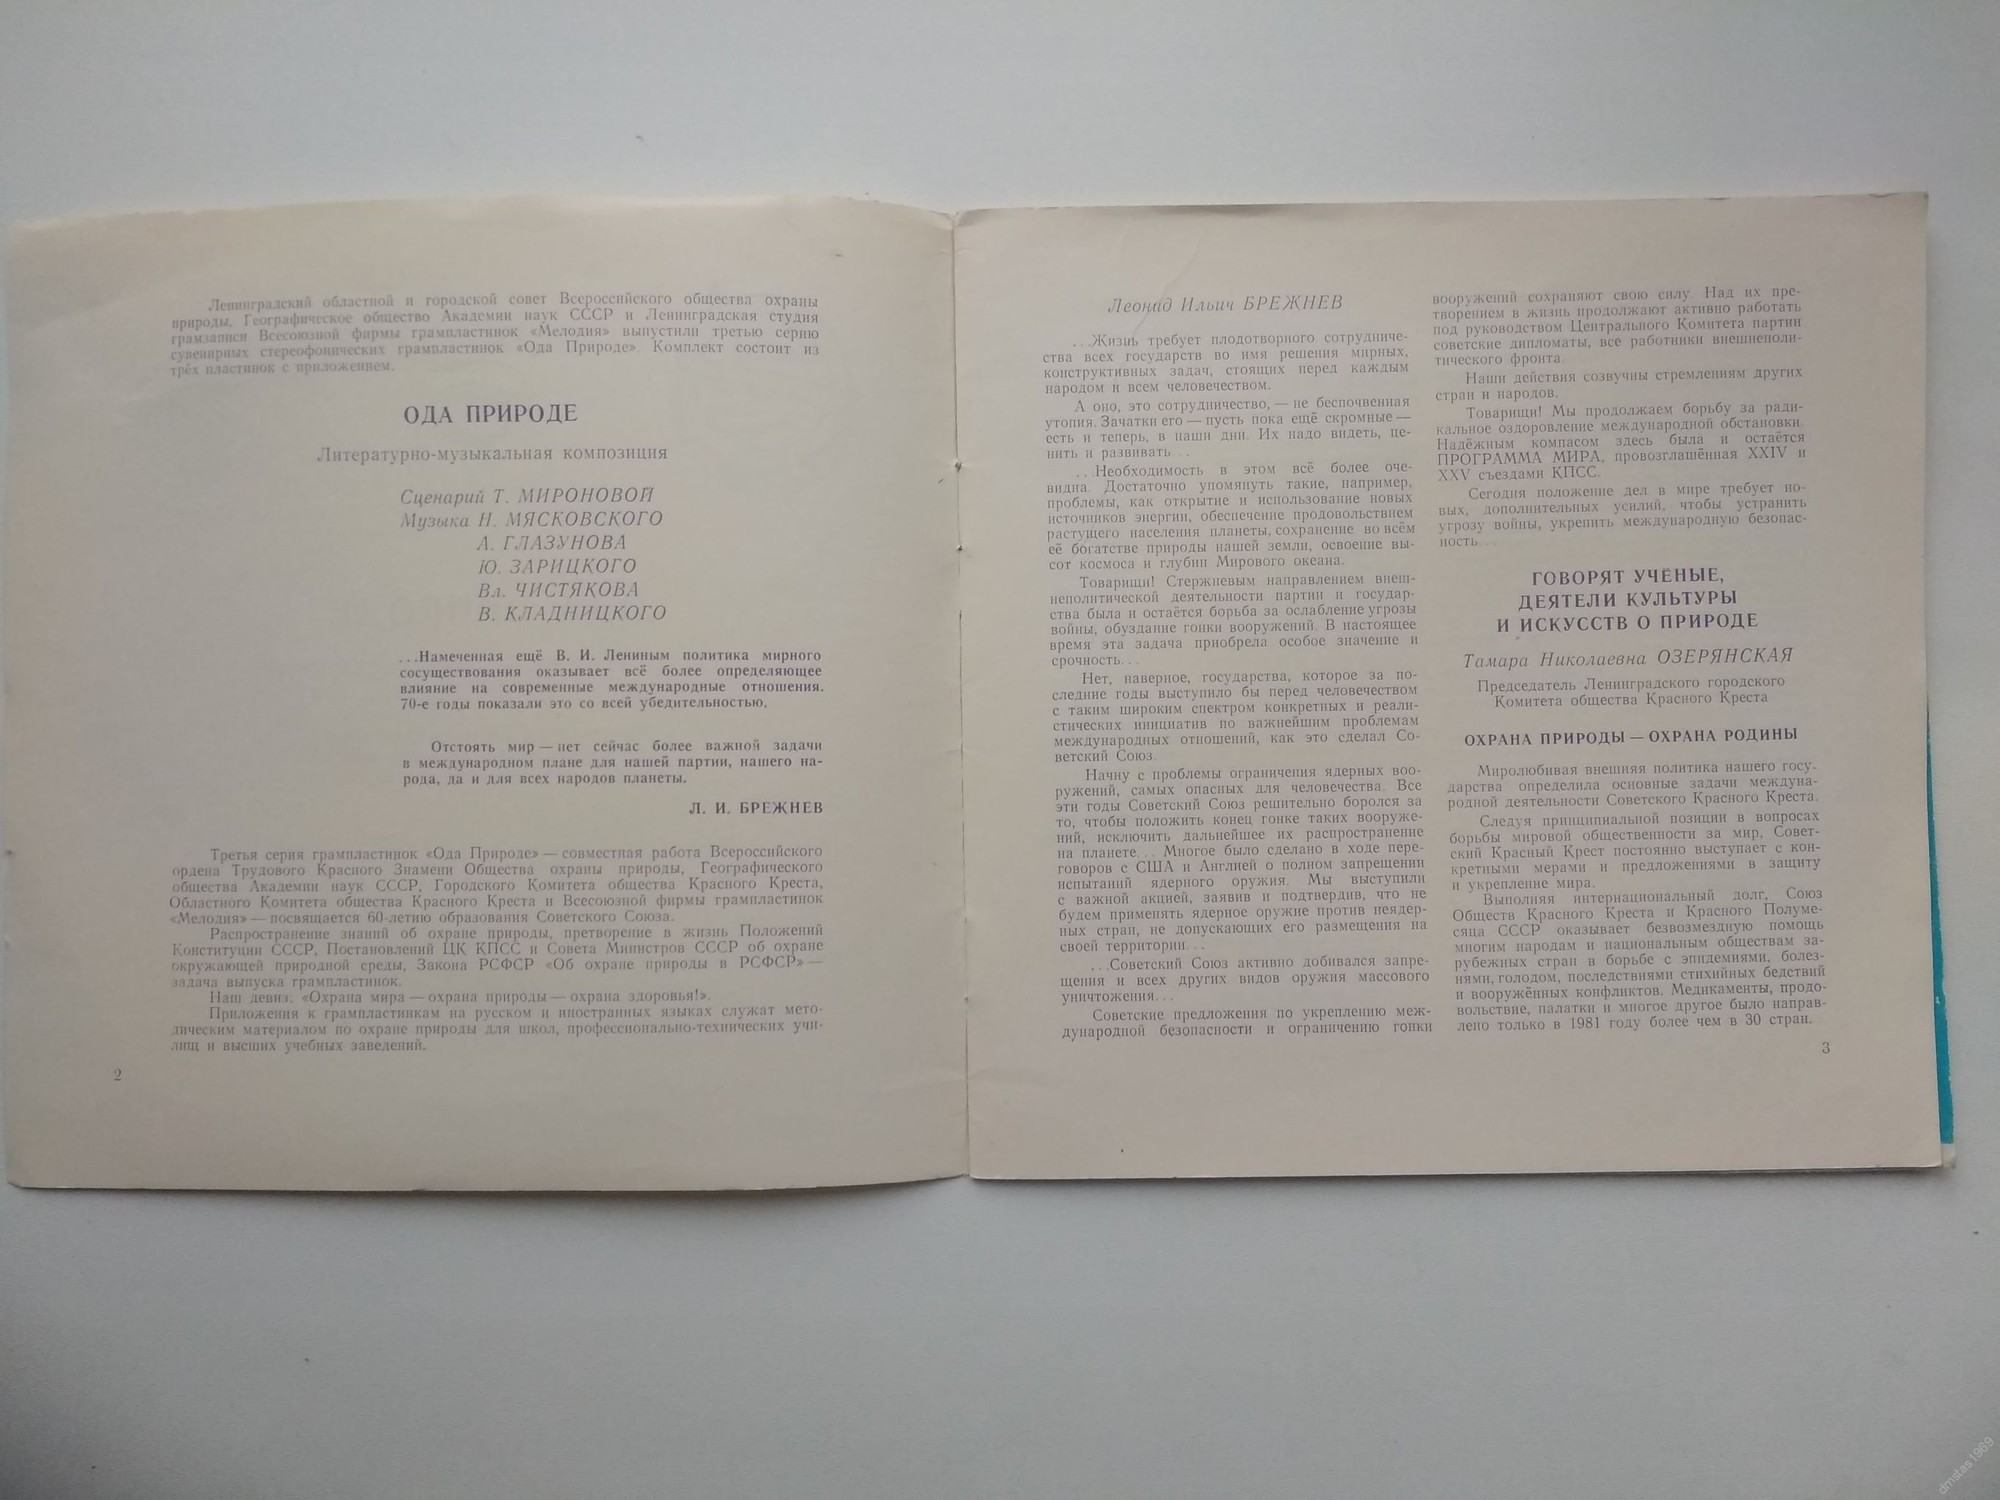 Ленинградский областной и городской совет Всероссийского общества охраны
природы, Географическое общество Академии наук СССР и Ленинградская студия
грамзаписи Всесоюзной фирмы грампластинок «Мелодия» выпустили третью серию
сувенирных стереофонических грампластинок «Ода Природе». Комплект состоит из
трёх пластинок с приложением.
ОДА ПРИРОДЕ
Литературно-музыкальная композиция
Сценарий Т. МИРОНОВОЙ
Музыка Н. МЯСКОВСКОГО
А. ГЛАЗУНОВА
Ю. ЗАРИЦКОГО
Вл. ЧИСТЯКОВА
В. КЛАДНИЦКОГО
...Намеченная ещё В. И. Лениным политика мирного
сосуществования оказывает всё более определяющее
влияние на современные международные отношения.
70-е годы показали это со всей убедительностью.
Отстоять мир — нет сейчас более важной задачи
в международном плане для нашей партии, нашего на-
рода, да и для всех народов планеты.
Л. И. БРЕЖНЕВ
Третья серия грампластинок «Ода Природе» — совместная работа Всероссийского
ордена Трудового Красного Знамени Общества охраны природы, Географического
общества Академии наук СССР, Городского Комитета общества Красного Креста,
Областного Комитета общества Красного Креста и Всесоюзной фирмы грампластинок
«Мелодия» — посвящается 60-летию образования Советского Союза.
Распространение знаний об охране природы, претворение в жизнь Положений
Конституции СССР, Постановлений ЦК КПСС и Совета Министров СССР об охране
окружающей природной среды, Закона РСФСР «Об охране природы в РСФСР» —
задача выпуска грампластинок.
Наш девиз: «Охрана мира — охрана природы — охрана здоровья!».
Приложения к грампластинкам на русском и иностранных языках служат мето-
дическим материалом по охране природы для школ, профессионально-технических учи-
лищ и высших учебных заведений.
2
Леонид Ильич БРЕЖНЕВ
...Жизнь требует плодотворного сотрудниче-
ства всех государств во имя решения мирных,
конструктивных задач, стоящих перед каждым
народом и всем человечеством.
А оно, это сотрудничество, — не беспочвенная
утопия. Зачатки его — пусть пока ещё скромные —
есть и теперь, в наши дни. Их надо видеть, це-
нить и развивать...
...Необходимость в этом всё более оче-
видна. Достаточно упомянуть такие, например,
проблемы, как открытие и использование новых
источников энергии, обеспечение продовольствием
растущего населения планеты, сохранение во всём
её богатстве природы нашей земли, освоение вы-
сот космоса и глубин Мирового океана.
Товарищи! Стержневым направлением внеш-
неполитической деятельности партии и государ-
ства была и остаётся борьба за ослабление угрозы
войны, обуздание гонки вооружений. В настоящее
время эта задача приобрела особое значение и
срочность...
Нет, наверное, государства, которое за по-
следние годы выступило бы перед человечеством
с таким широким спектром конкретных и реали-
стических инициатив по важнейшим проблемам
международных отношений, как это сделал Со-
ветский Союз.
Начну с проблемы ограничения ядерных воо-
ружений, самых опасных для человечества. Все
эти годы Советский Союз решительно боролся за
то, чтобы положить конец гонке таких вооруже-
ний, исключить дальнейшее их распространение
на планете... Многое было сделано в ходе пере-
говоров с США и Англией о полном запрещении
испытаний ядерного оружия. Мы выступили
с важной акцией, заявив и подтвердив, что не
будем применять ядерное оружие против неядер-
ных стран, не допускающих его размещения на
своей территории...
...Советский Союз активно добивался запре-
щения и всех других видов оружия массового
уничтожения...
Советские предложения по укреплению меж-
дународной безопасности и ограничению гонки
вооружений сохраняют свою силу. Над их пре-
творением в жизнь продолжают активно работать
под руководством Центрального Комитета партии
советские дипломаты, все работники внешнеполи-
тического фронта.
Наши действия созвучны стремлениям других
стран и народов.
Товарищи! Мы продолжаем борьбу за ради-
кальное оздоровление международной обстановки.
Надёжным компасом здесь была и остаётся
ПРОГРАММА МИРА, провозглашённая XXIV и
XXV съездами КПСС.
Сегодня положение дел в мире требует но-
вых, дополнительных усилий, чтобы устранить
угрозу войны, укрепить международную безопас-
ность...
ГОВОРЯТ УЧЁНЫЕ,
ДЕЯТЕЛИ КУЛЬТУРЫ
И ИСКУССТВ О ПРИРОДЕ
Тамара Николаевна ОЗЕРЯНСКАЯ
Председатель Ленинградского городского
Комитета общества Красного Креста
ОХРАНА ПРИРОДЫ — ОХРАНА РОДИНЫ
Миролюбивая внешняя политика нашего госу-
дарства определила основные задачи междуна-
родной деятельности Советского Красного Креста.
Следуя принципиальной позиции в вопросах
борьбы мировой общественности за мир, Совет-
ский Красный Крест постоянно выступает с кон-
кретными мерами и предложениями в защиту
и укрепление мира.
Выполняя интернациональный долг, Союз
Обществ Красного Креста и Красного Полуме-
сяца СССР оказывает безвозмездную помощь
многим народам и национальным обществам за-
рубежных стран в борьбе с эпидемиями, болез-
нями, голодом, последствиями стихийных бедствий
и вооружённых конфликтов. Медикаменты, продо-
вольствие, палатки и многое другое было направ-
лено только в 1981 году более чем в 30 стран.
3
dmstas1969